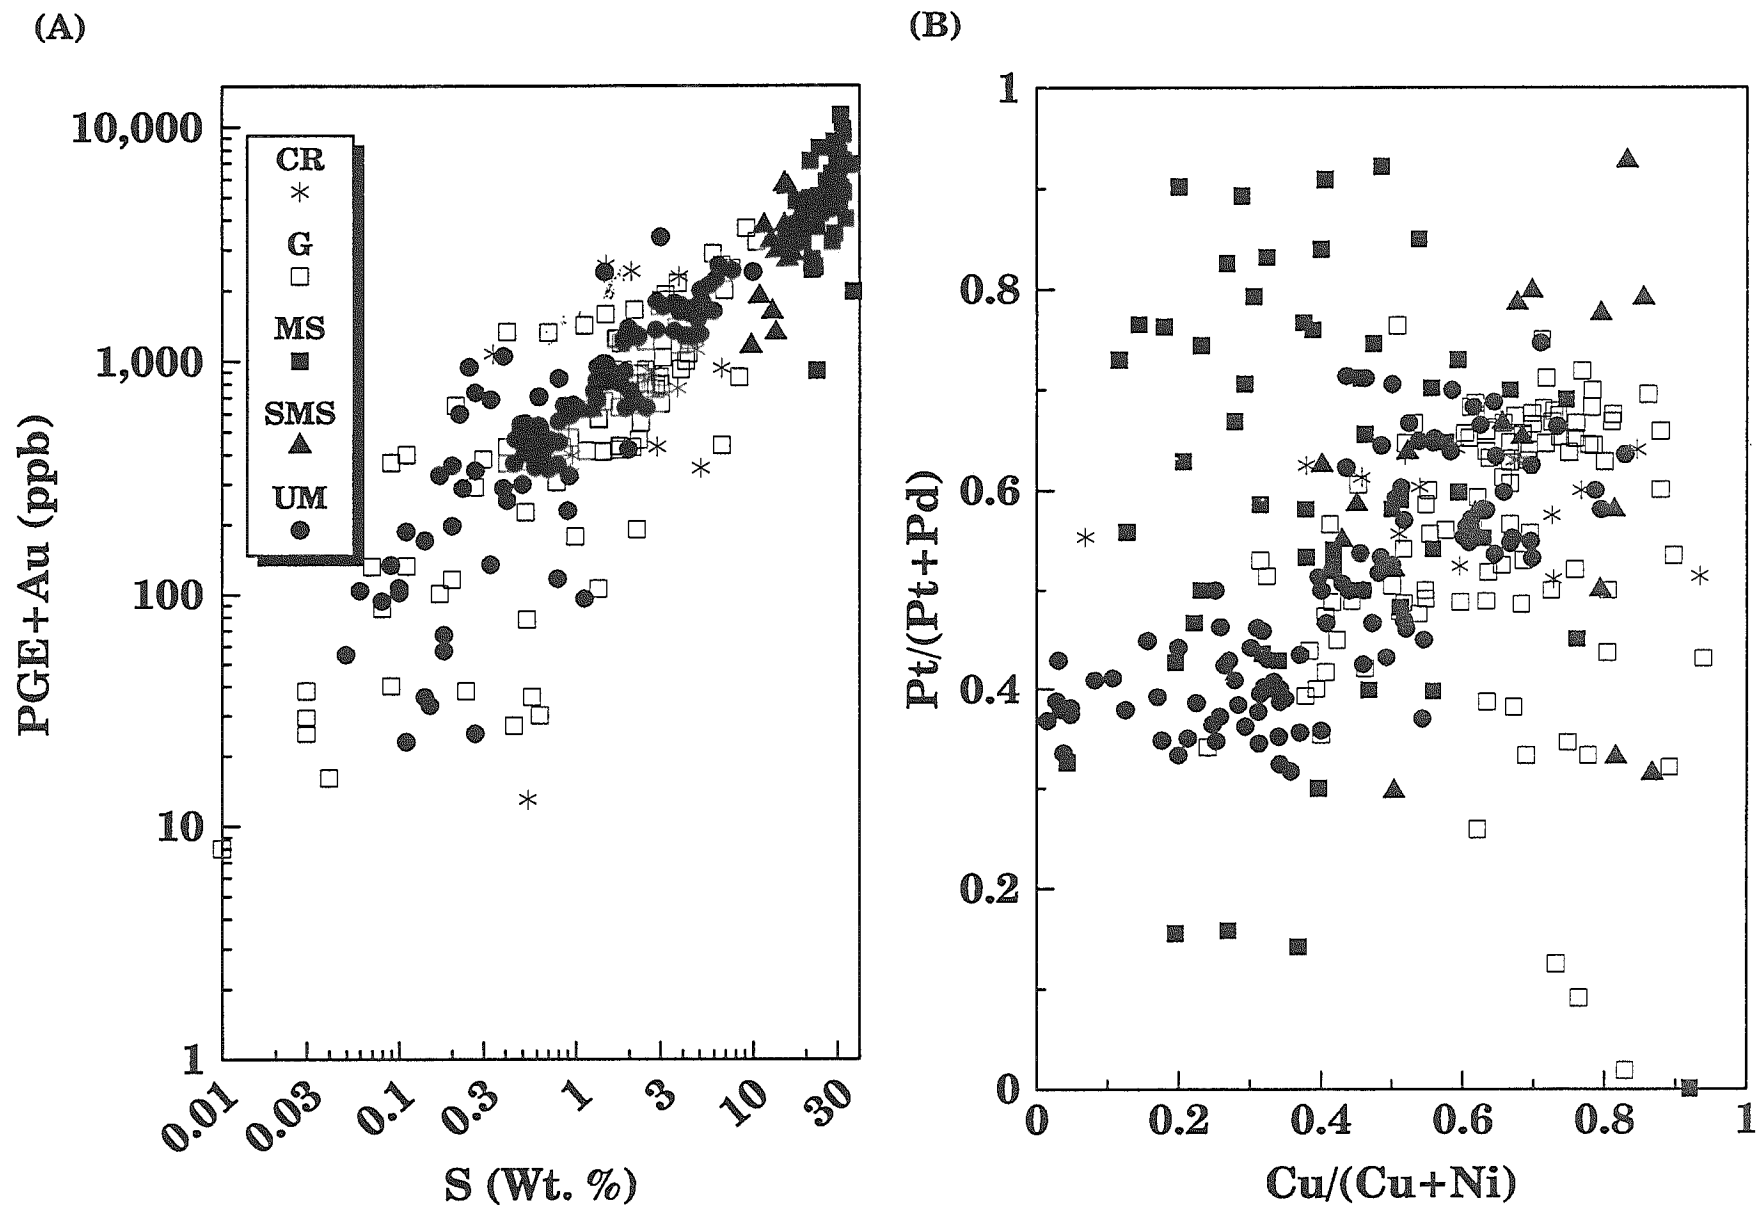 (A)
PGE+Au (ppb)
10,000
1,000
100
10
1
CR
G
MS
SMS
UM
0.01 0.03 0.1 0.3 1 3 10 30
S (Wt. %)
(B)
Pt/(Pt+Pd)
1
0.8
0.6
0.4
0.2
0
0 0.2 0.4 0.6 0.8 1
Cu/(Cu+Ni)